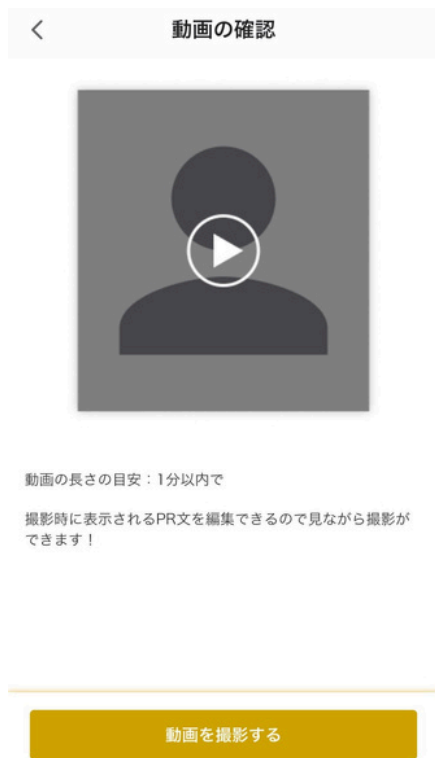 動画の確認
動画の長さの目安：1分以内で
撮影時に表示されるPR文を編集できるので見ながら撮影が
できます！
動画を撮影する